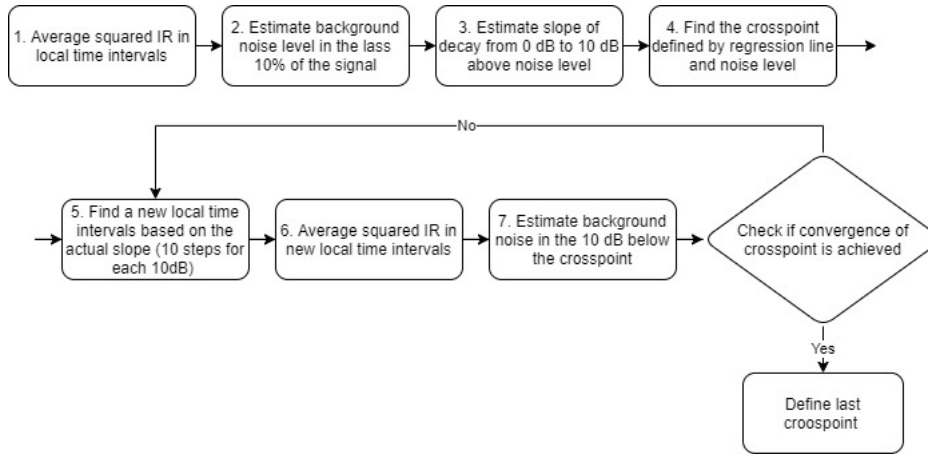 1. Average squared IR in
local time intervals
2. Estimate background
noise level in the lass
10% of the signal
3. Estimate slope of
decay from 0 dB to 10 dB
above noise level
4. Find the crosspoint
defined by regression line
and noise level
No
5. Find a new local time
intervals based on the
actual slope (10 steps for
each 10dB)
6. Average squared IR in
new local time intervals
7. Estimate background
noise in the 10 dB below
the crosspoint
Check if convergence of
crosspoint is achieved
Yes
Define last
croospoint